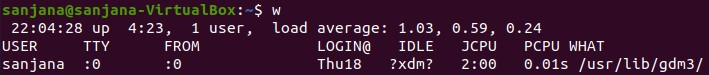 sanjana@sanjana-VirtualBox:~$ w
 22:04:28 up  4:23,  1 user,  load average: 1.03, 0.59, 0.24
USER     TTY      FROM             LOGIN@   IDLE   JCPU   PCPU WHAT
sanjana  :0       :0               Thu18   ?xdm?   2:00   0.01s /usr/lib/gdm3/